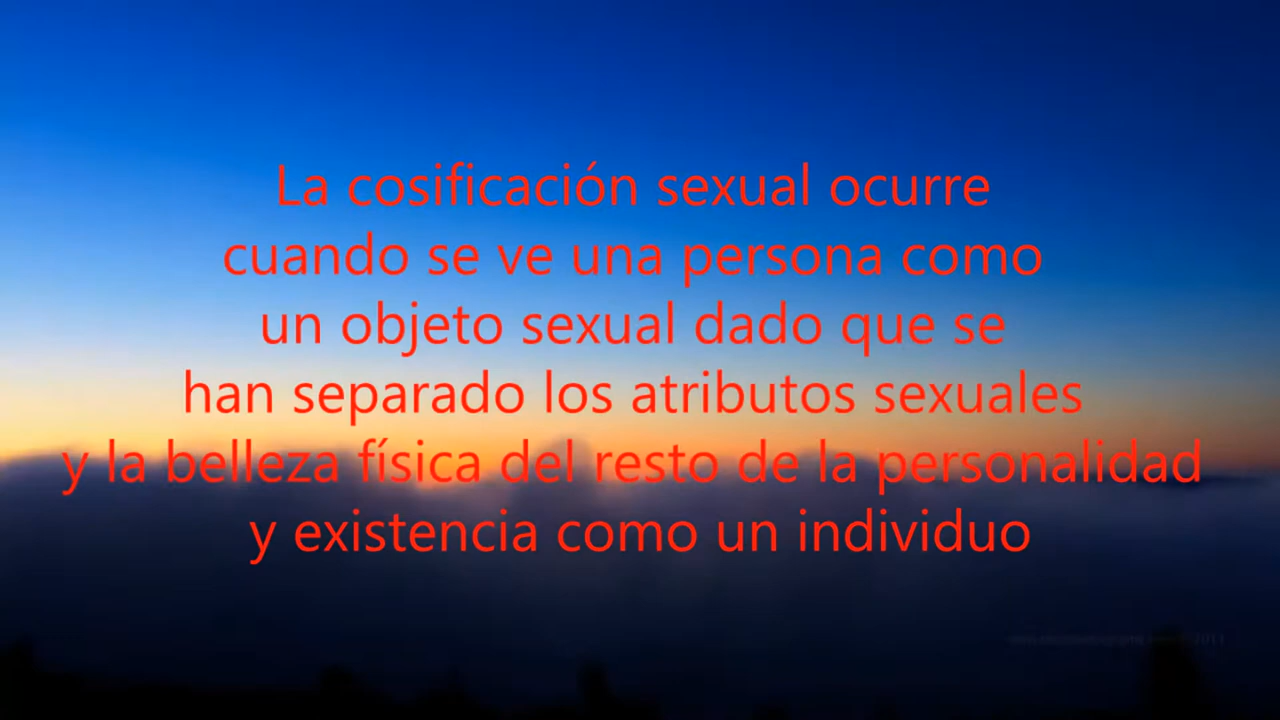 La cosificación sexual ocurre
cuando se ve una persona como
un objeto sexual dado que se
han separado los atributos sexuales
y la belleza física del resto de la personalidad
y existencia como un individuo